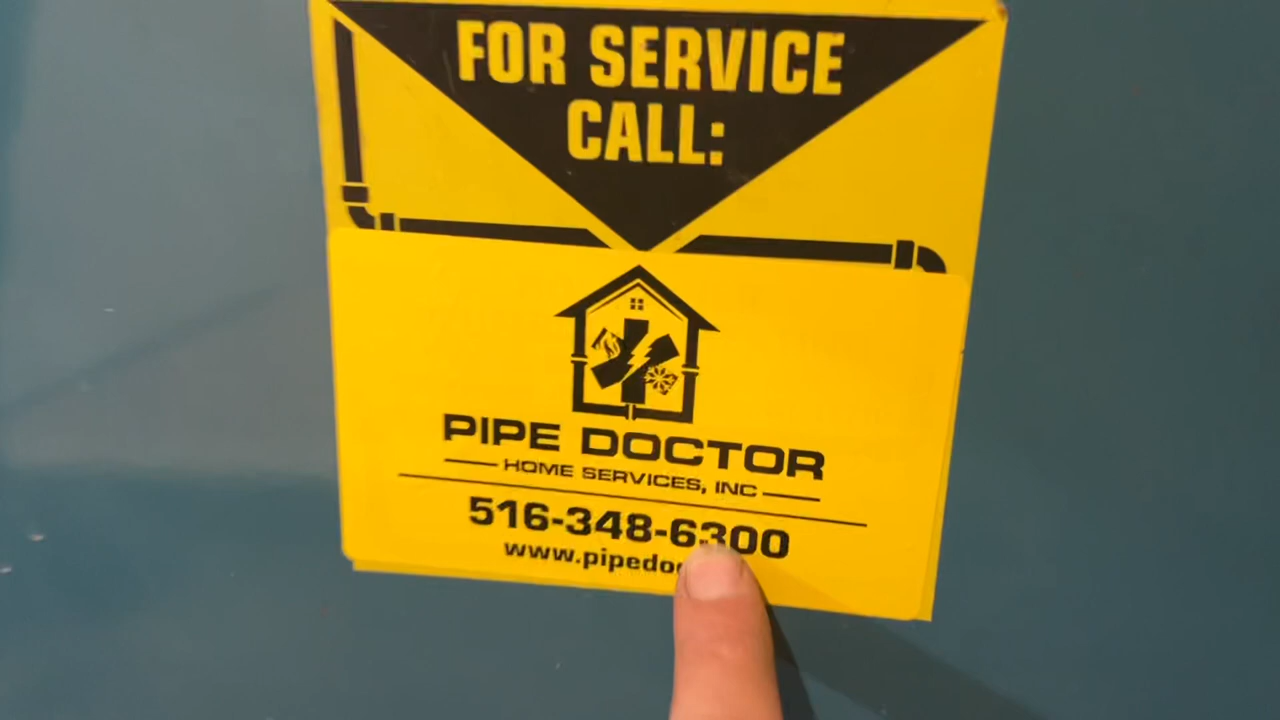 FOR SERVICE
CALL:
PIPE DOCTOR
HOME SERVICES, INC
516-348-6300